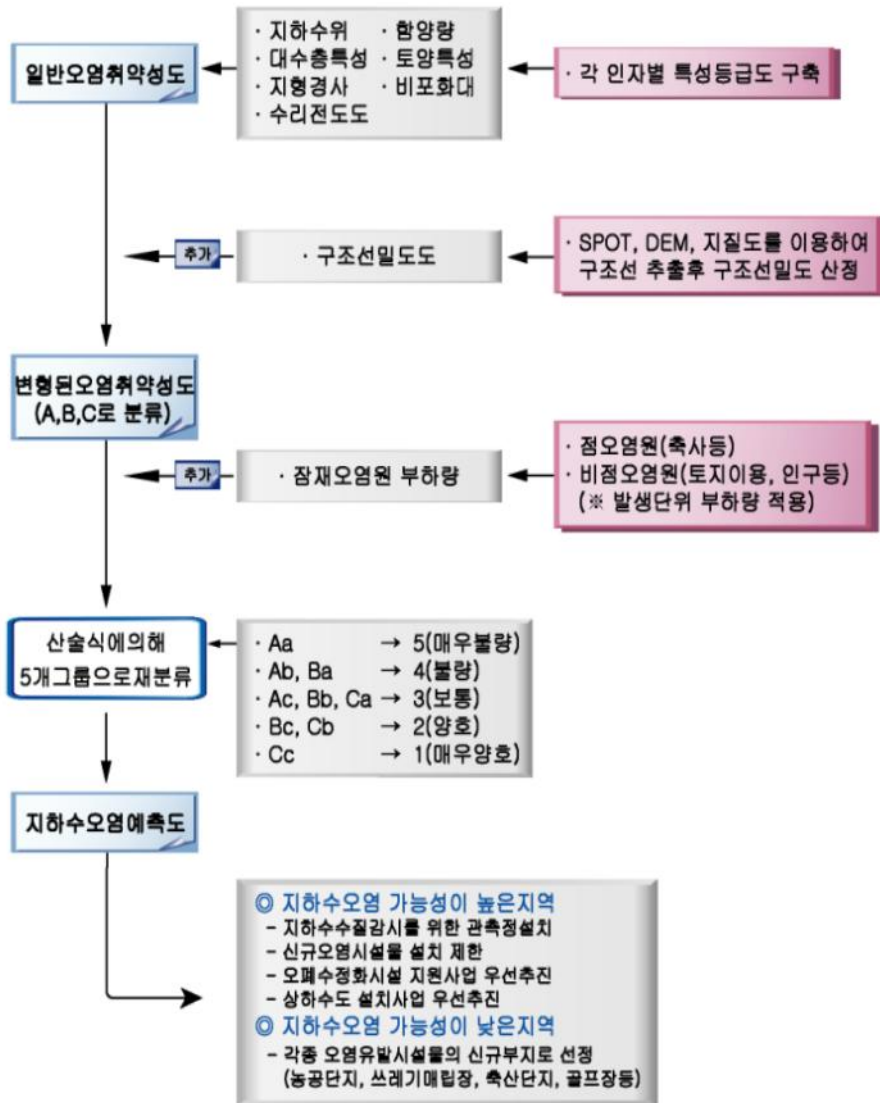 일반오염취약성도
· 지하수위 · 함양량
· 대수층특성 · 토양특성
· 지형경사 · 비포화대
· 수리전도도
· 각 인자별 특성등급도 구축
추가
· 구조선밀도도
· SPOT, DEM, 지질도를 이용하여
구조선 추출후 구조선밀도 산정
변형된오염취약성도
(A,B,C로 분류)
추가
· 잠재오염원 부하량
· 점오염원(축사등)
· 비점오염원(토지이용, 인구등)
(※ 발생단위 부하량 적용)
산술식에의해
5개그룹으로재분류
· Aa → 5(매우불량)
· Ab, Ba → 4(불량)
· Ac, Bb, Ca → 3(보통)
· Bc, Cb → 2(양호)
· Cc → 1(매우양호)
지하수오염예측도
◎ 지하수오염 가능성이 높은지역
– 지하수수질감시를 위한 관측정설치
– 신규오염시설물 설치 제한
– 오폐수정화시설 지원사업 우선추진
– 상하수도 설치사업 우선추진
◎ 지하수오염 가능성이 낮은지역
– 각종 오염유발시설물의 신규부지로 선정
(농공단지, 쓰레기매립장, 축산단지, 골프장등)